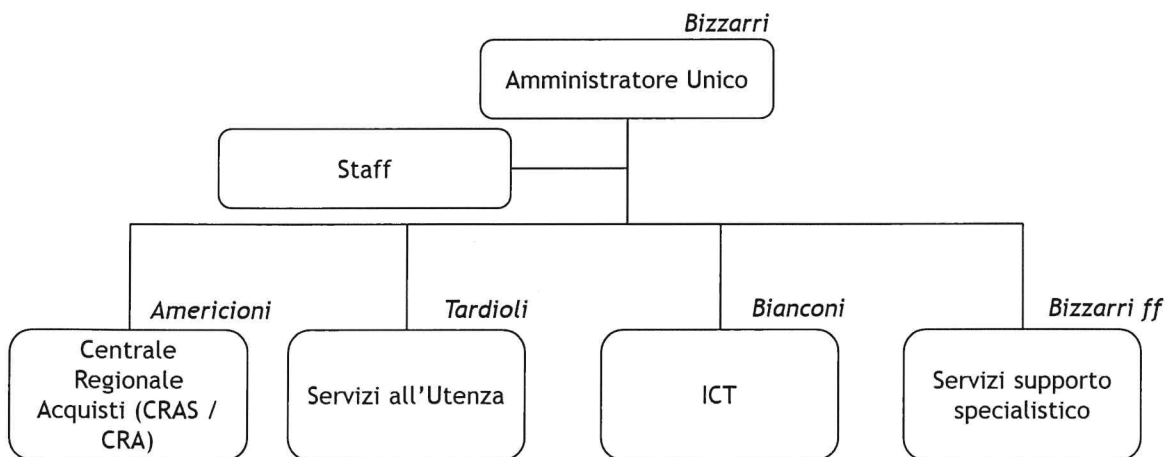 Bizzarri
Amministratore Unico
Staff
Americioni
Tardioli
Bianconi
Bizzarri ff
Centrale
Regionale
Acquisti (CRAS /
CRA)
Servizi all'Utenza
ICT
Servizi supporto
specialistico